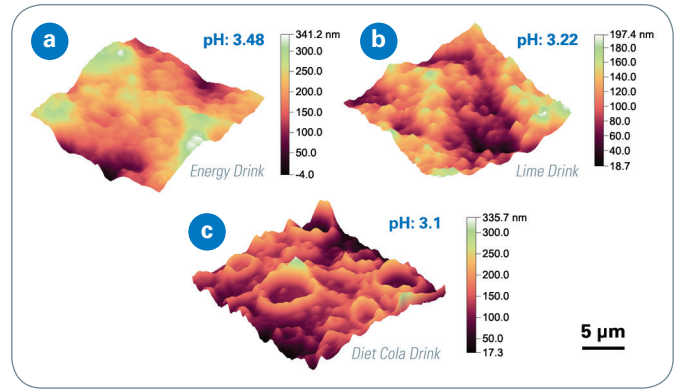 a
pH: 3.48
341.2 nm
300.0
250.0
200.0
150.0
100.0
50.0
-4.0
Energy Drink
b
pH: 3.22
197.4 nm
180.0
160.0
140.0
120.0
100.0
80.0
60.0
40.0
18.7
Lime Drink
c
pH: 3.1
335.7 nm
300.0
250.0
200.0
150.0
100.0
50.0
17.3
Diet Cola Drink
5 µm